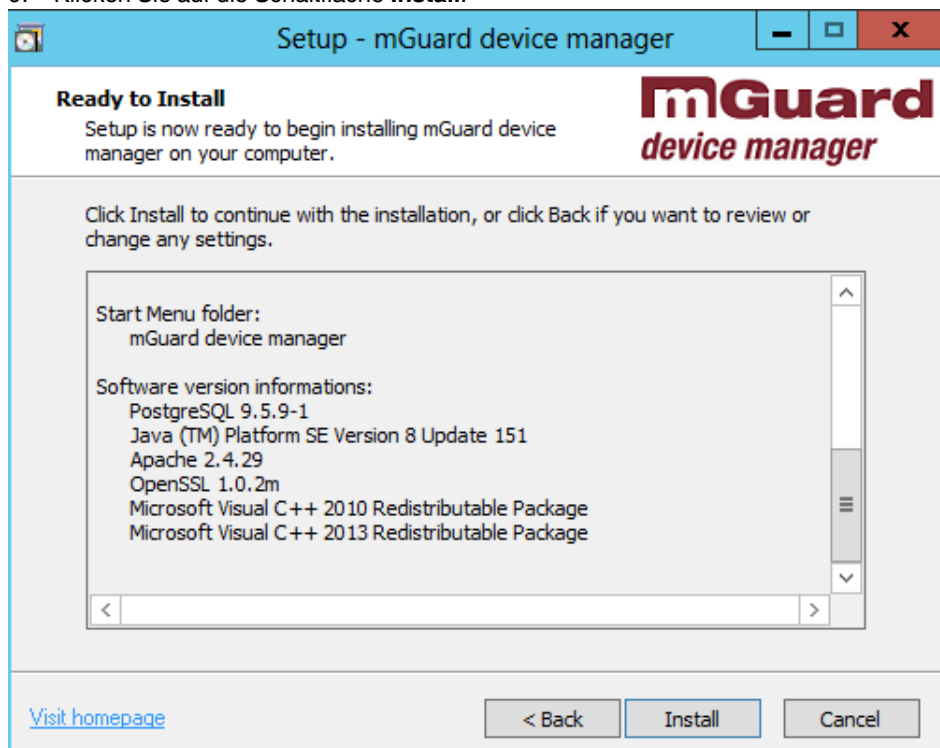 Setup - mGuard device manager
Ready to Install
Setup is now ready to begin installing mGuard device
manager on your computer.
mGuard
device manager
Click Install to continue with the installation, or click Back if you want to review or
change any settings.
Start Menu folder:
mGuard device manager
Software version informations:
PostgreSQL 9.5.9-1
Java (TM) Platform SE Version 8 Update 151
Apache 2.4.29
OpenSSL 1.0.2m
Microsoft Visual C++ 2010 Redistributable Package
Microsoft Visual C++ 2013 Redistributable Package
Visit homepage
< Back
Install
Cancel